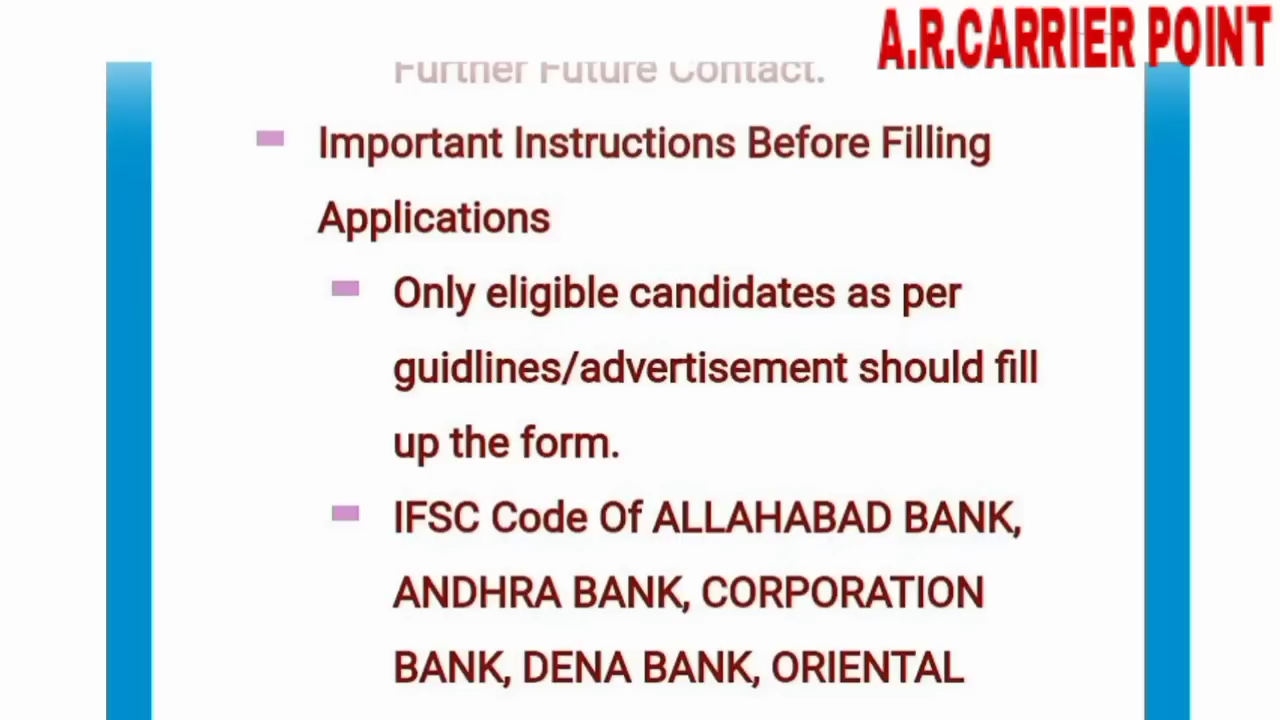 A.R.CARRIER POINT
Further Future Contact.
Important Instructions Before Filling
Applications
Only eligible candidates as per
guidlines/advertisement should fill
up the form.
IFSC Code Of ALLAHABAD BANK,
ANDHRA BANK, CORPORATION
BANK, DENA BANK, ORIENTAL